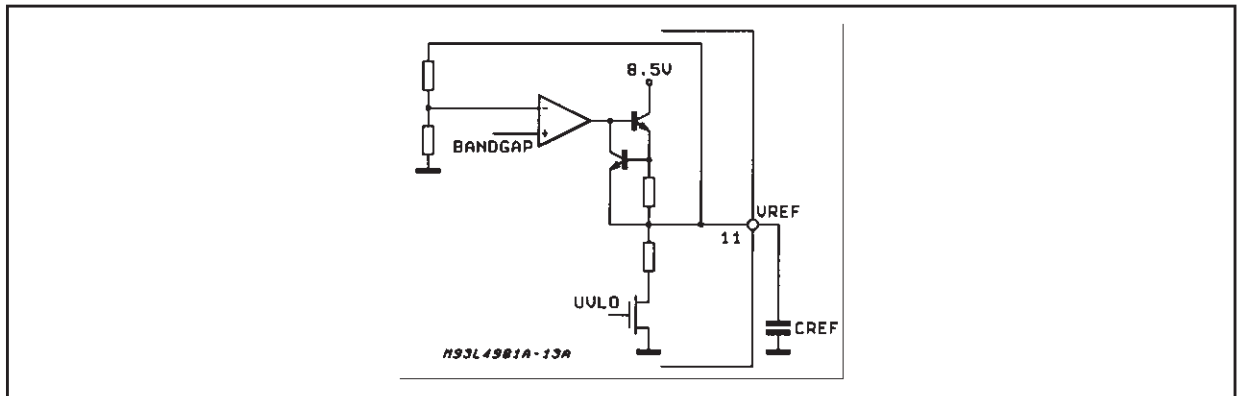 8.5V
-
+
BANDGAP
VREF
11
UVLO
CREF
M93L4981A-13A